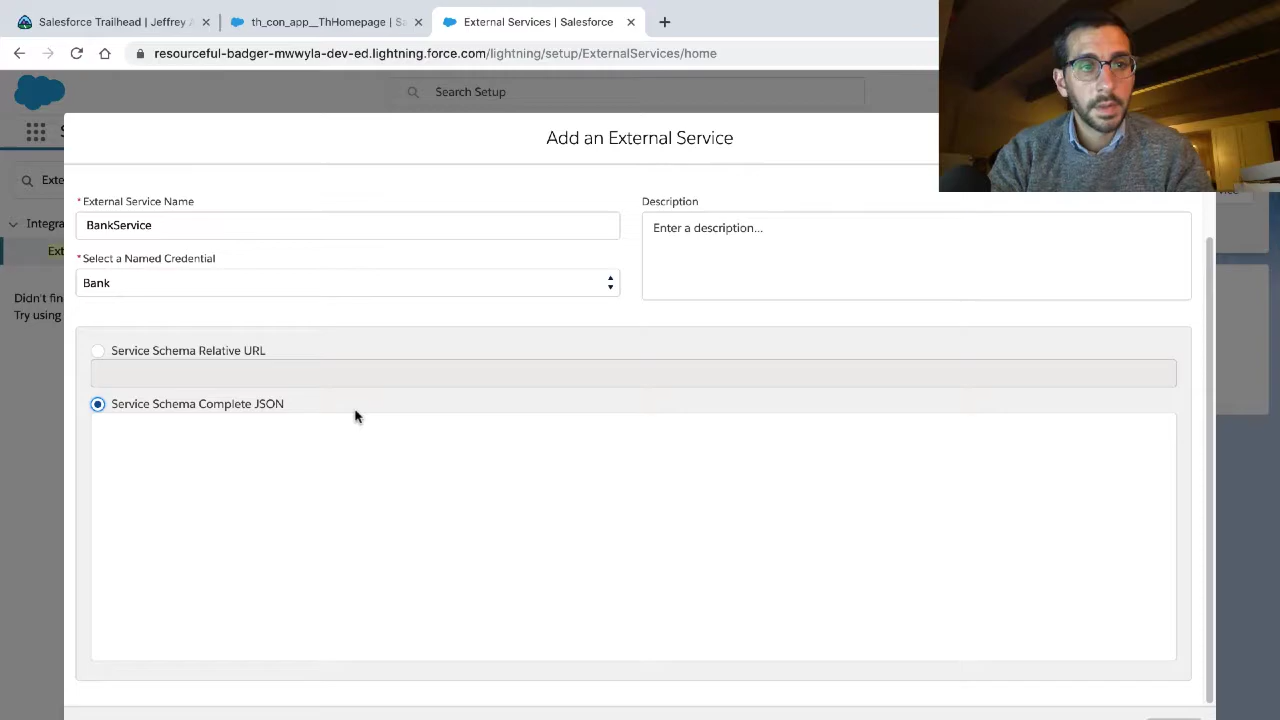 Salesforce Trailhead | Jeffrey A
th_con_app__ThHomepage | Sa
External Services | Salesforce
resourceful-badger-mwwyla-dev-ed.lightning.force.com/lightning/setup/ExternalServices/home
Search Setup
Add an External Service
Exte
* External Service Name
Description
BankService
Enter a description...
Integra
Ext
* Select a Named Credential
Bank
Didn't fin
Try using
Service Schema Relative URL
Service Schema Complete JSON